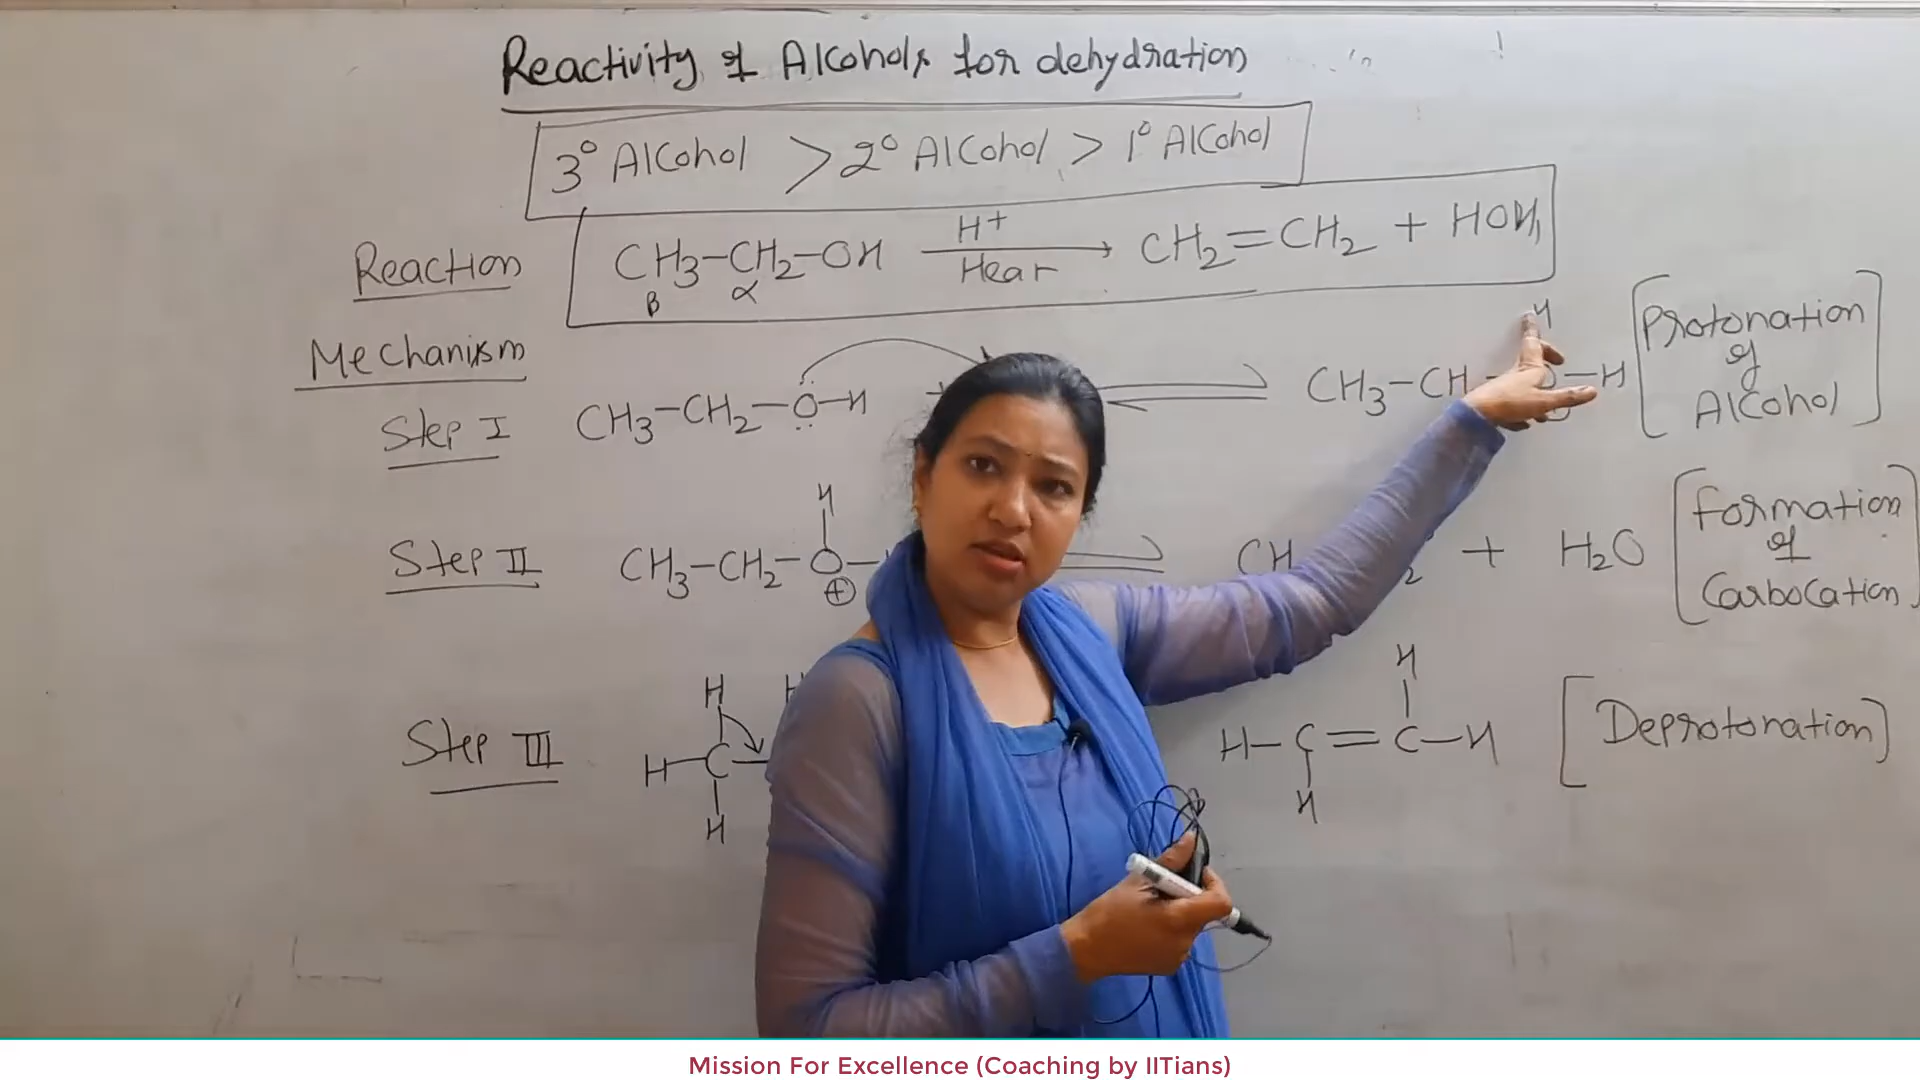 Reactivity of Alcohols for dehydration
3° Alcohol > 2° Alcohol > 1° Alcohol
Reaction CH3-CH2-OH H+ Heat → CH2=CH2 + HOH
β α
Mechanism
Step I CH3-CH2-O-H + ⇌ CH3-CH -H [Protonation of Alcohol]
H
Step II CH3-CH2-O- ⇌ CH 2 + H2O [Formation of Carbocation]
H
⊕
Step III H-C- H-C=C-H [Deprotonation]
H H H
H H
Mission For Excellence (Coaching by IITians)